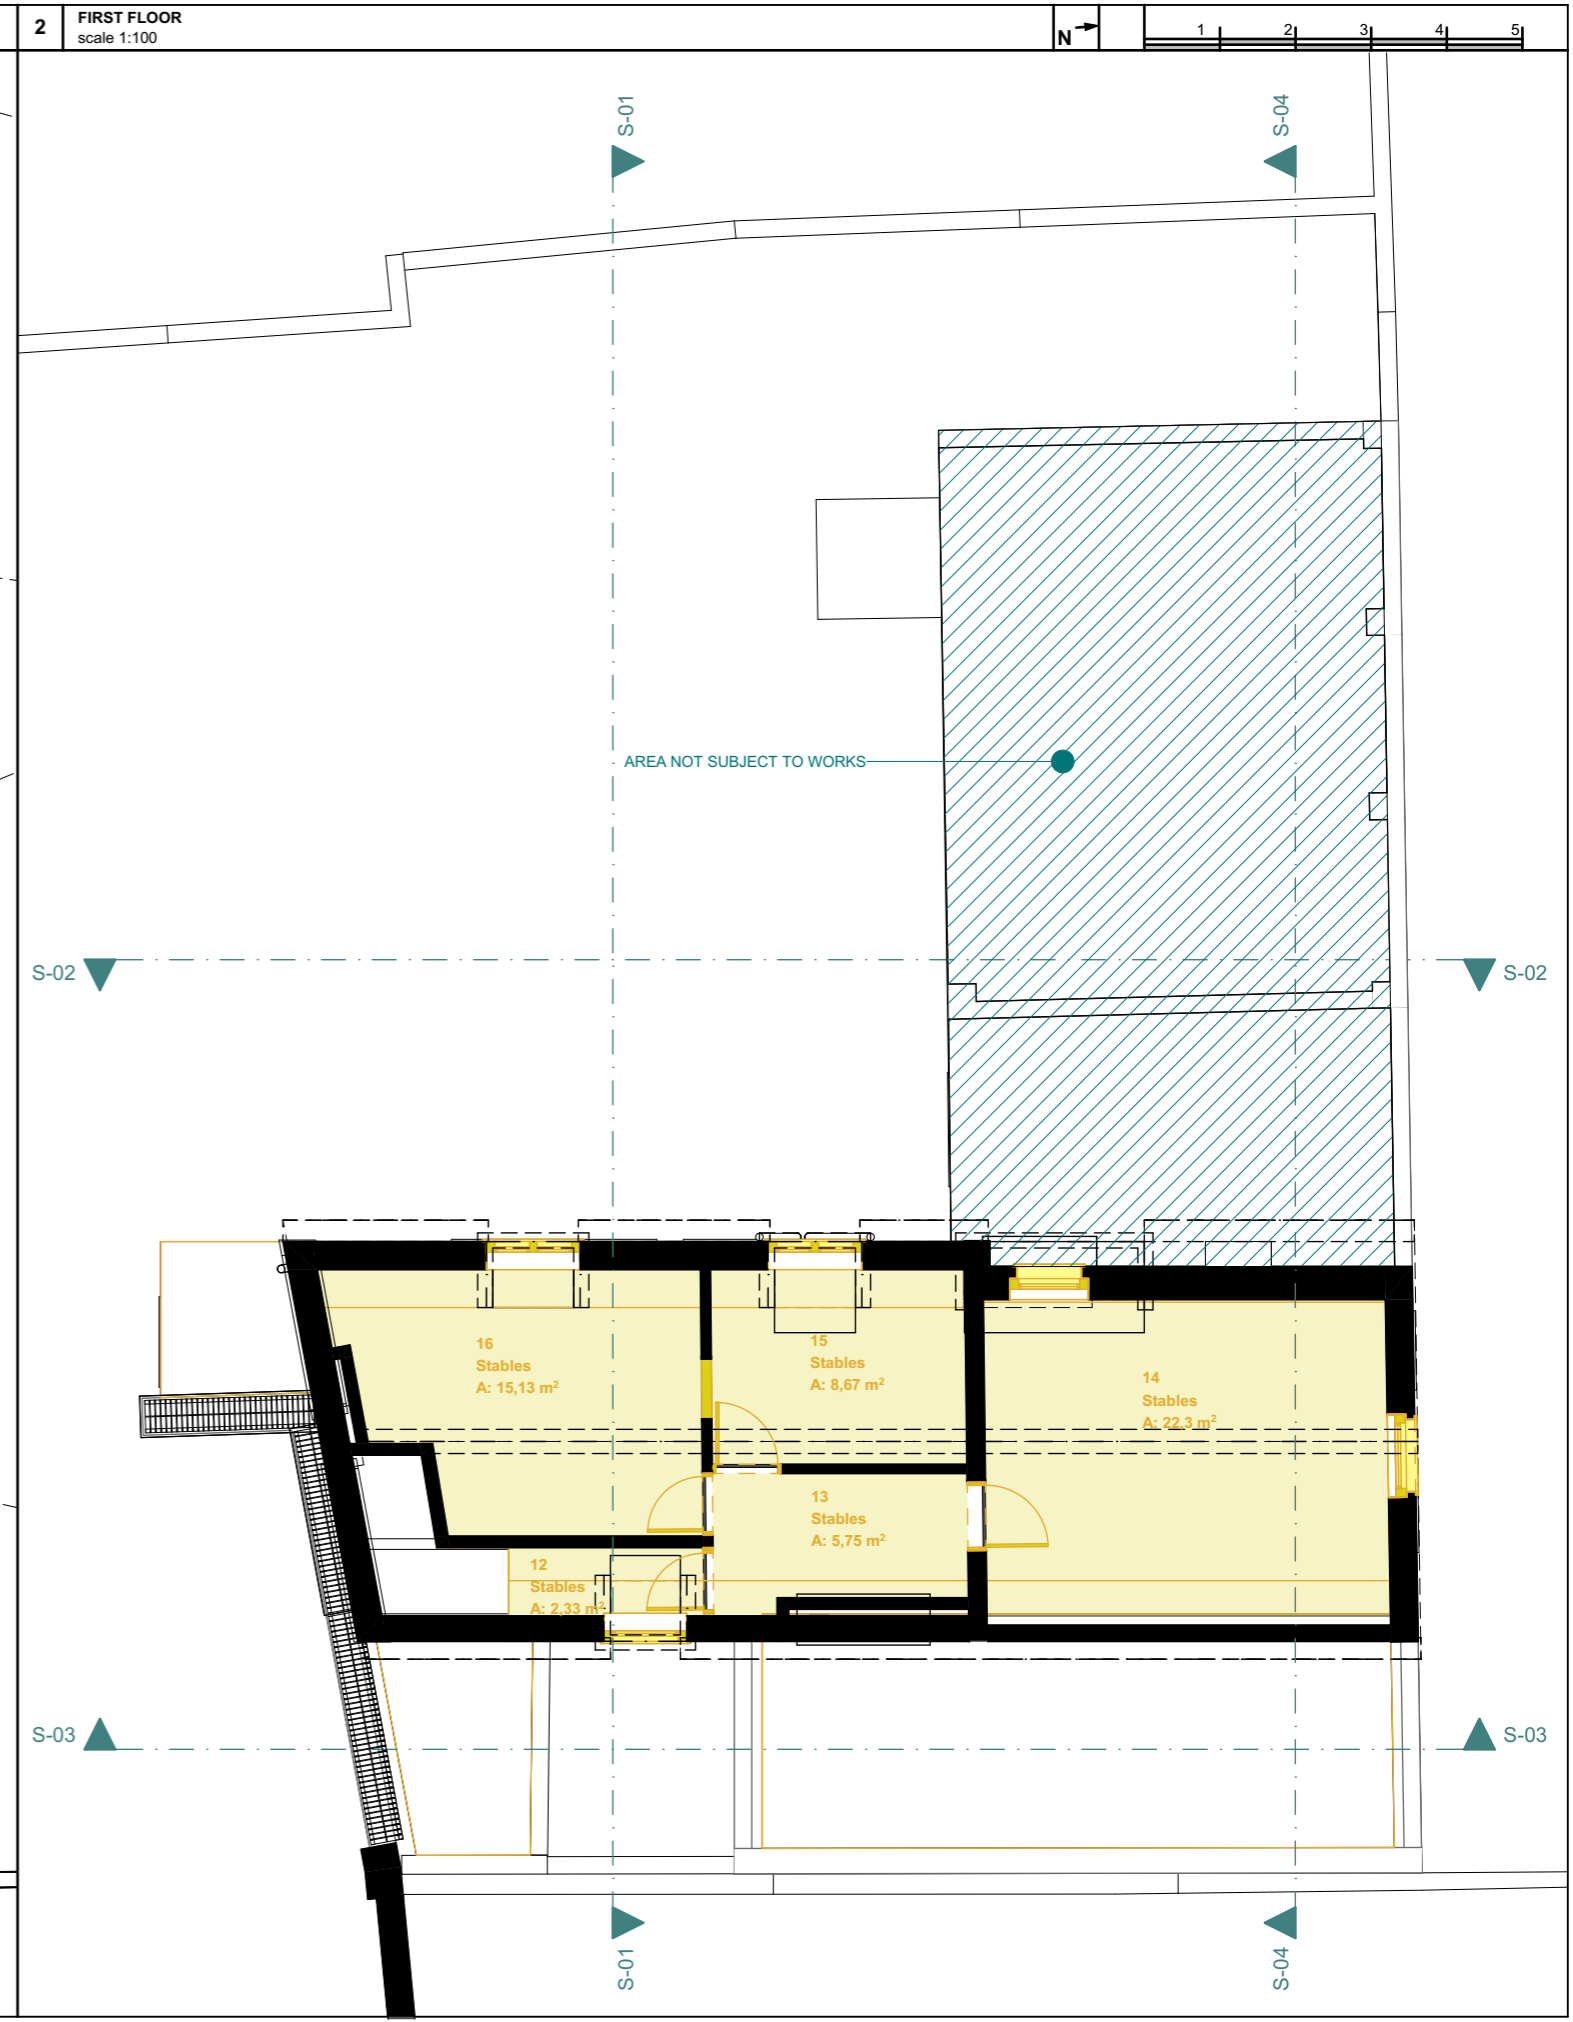 2
FIRST FLOOR
scale 1:100
N
1 2 3 4 5
S-01
S-04
AREA NOT SUBJECT TO WORKS
S-02
S-02
16
Stables
A: 15,13 m²
15
Stables
A: 8,67 m²
14
Stables
A: 22,3 m²
13
Stables
A: 5,75 m²
12
Stables
A: 2,33 m²
S-03
S-03
S-01
S-04